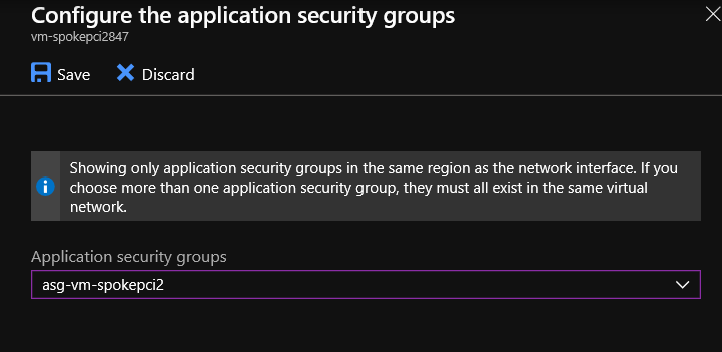 Configure the application security groups
vm-spokepci2847
Save Discard
Showing only application security groups in the same region as the network interface. If you
choose more than one application security group, they must all exist in the same virtual
network.
Application security groups
asg-vm-spokepci2